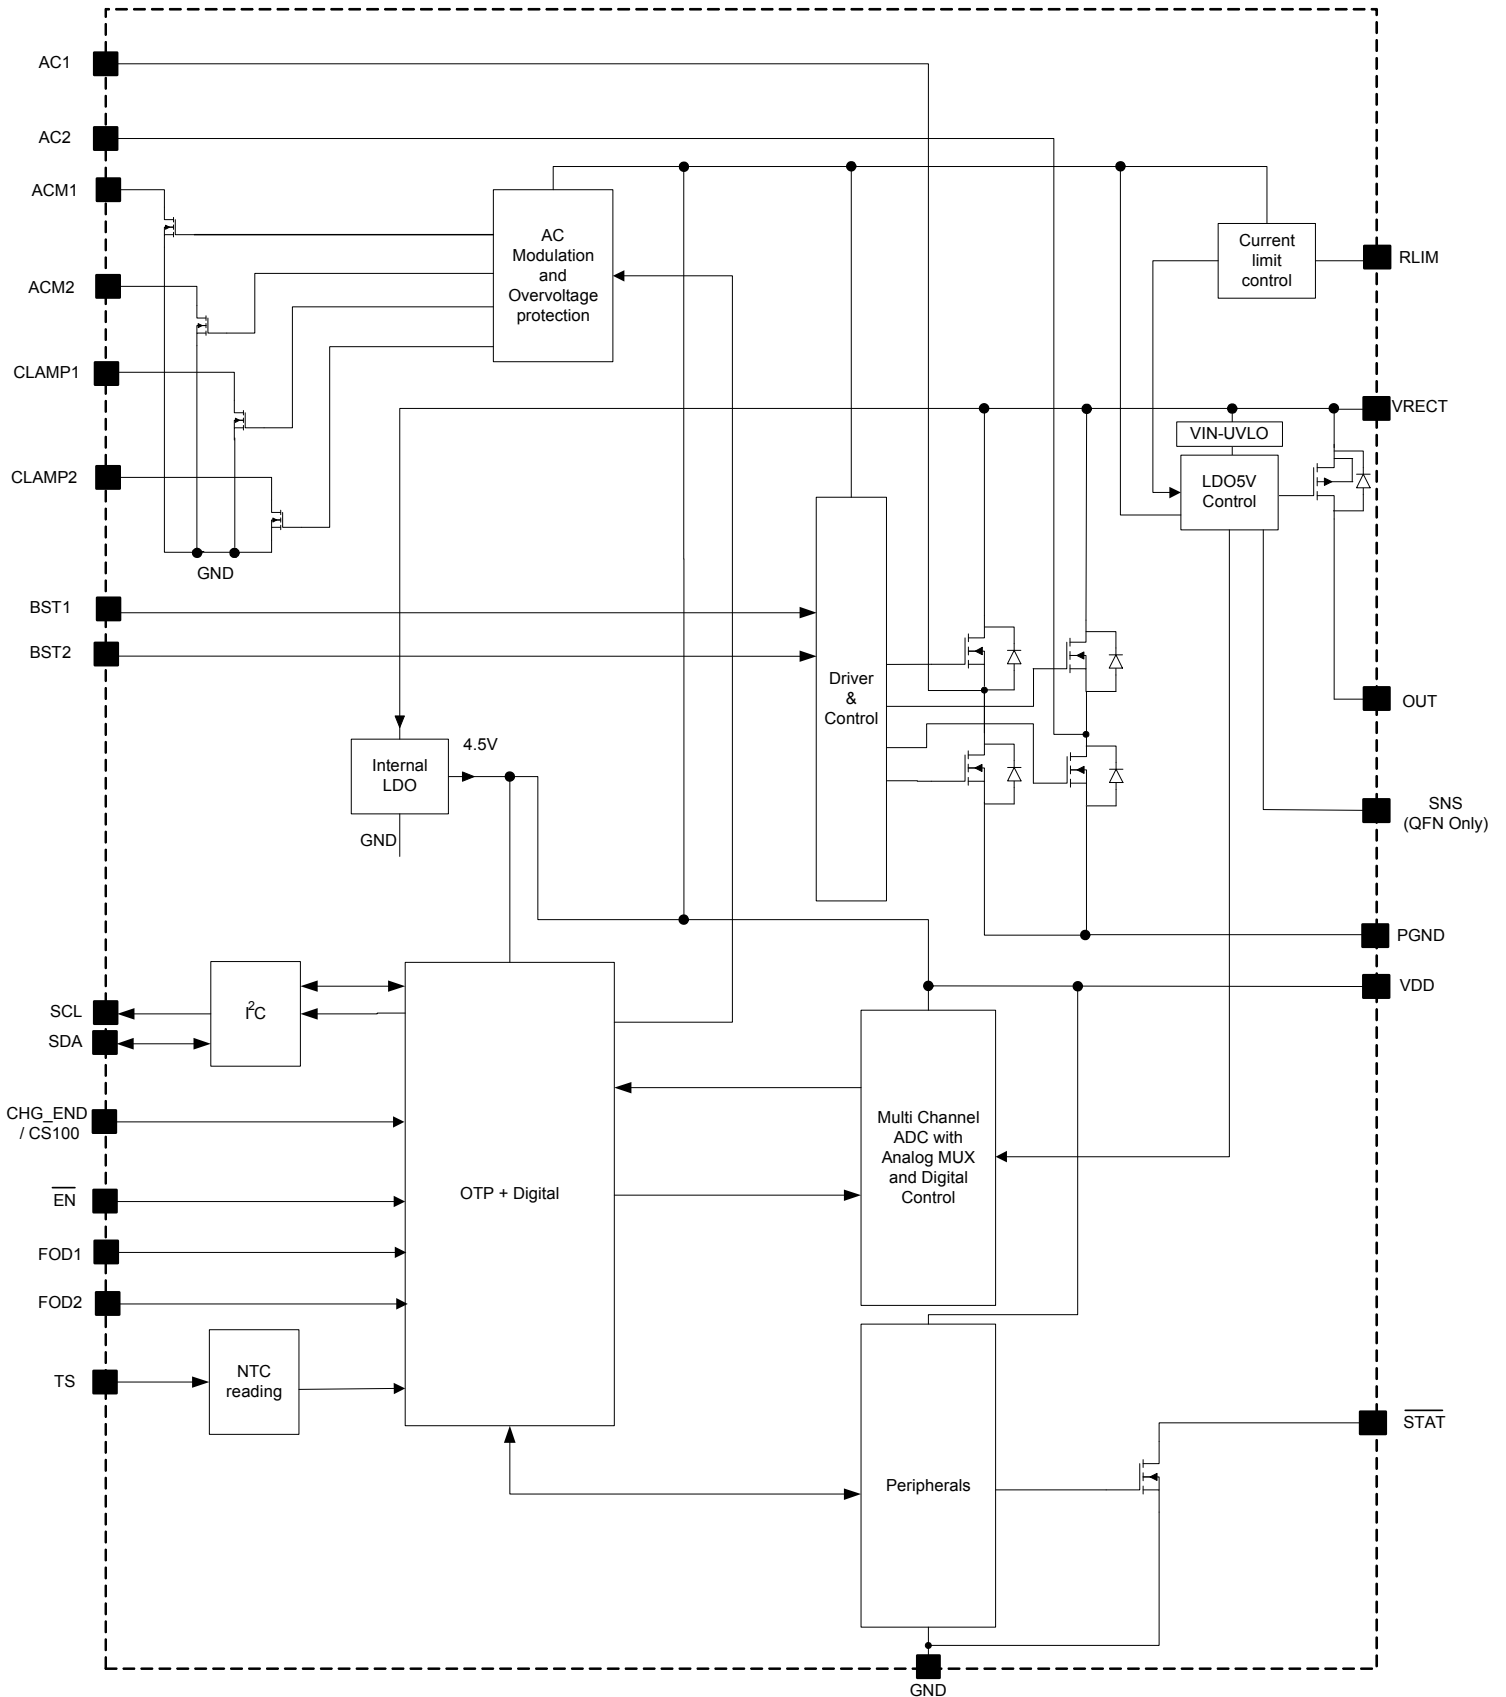 AC1
AC2
ACM1
ACM2
CLAMP1
CLAMP2
GND
AC
Modulation
and
Overvoltage
protection
Current
limit
control
RLIM
VRECT
VIN-UVLO
LDO5V
Control
BST1
BST2
Driver
&
Control
OUT
4.5V
Internal
LDO
GND
SNS
(QFN Only)
PGND
VDD
SCL
SDA
I2C
CHG_END
/ CS100
EN
FOD1
FOD2
TS
NTC
reading
OTP + Digital
Multi Channel
ADC with
Analog MUX
and Digital
Control
Peripherals
STAT
GND